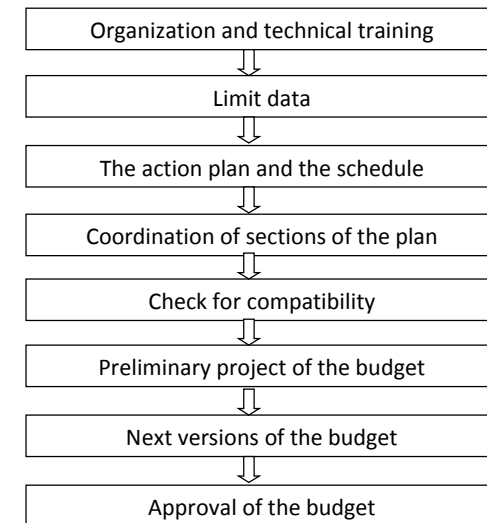 Organization and technical training
Limit data
The action plan and the schedule
Coordination of sections of the plan
Check for compatibility
Preliminary project of the budget
Next versions of the budget
Approval of the budget